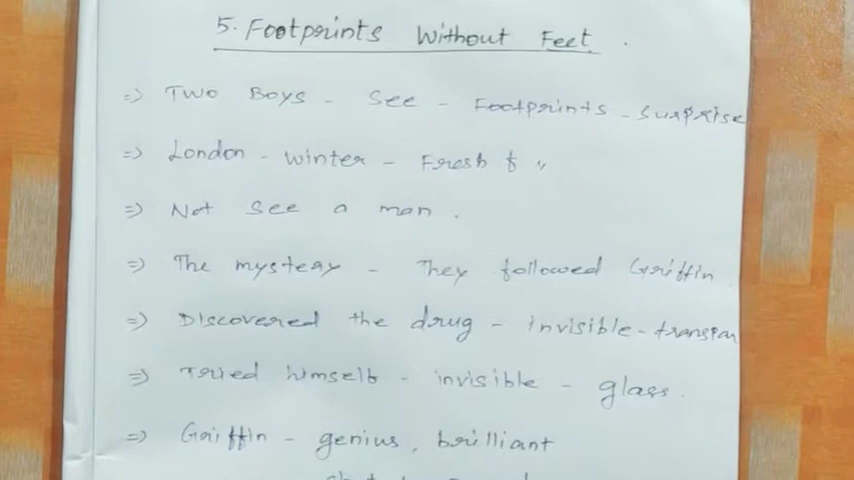 5. Footprints Without Feet.
=> Two Boys - See - Footprints - Surprise
=> London - winter - Fresh f "
=> Not see a man.
=> The mystery - They followed Griffin
=> Discovered the drug - invisible - transpar
=> Tried himself - invisible - glass.
=> Griffin - genius, brilliant